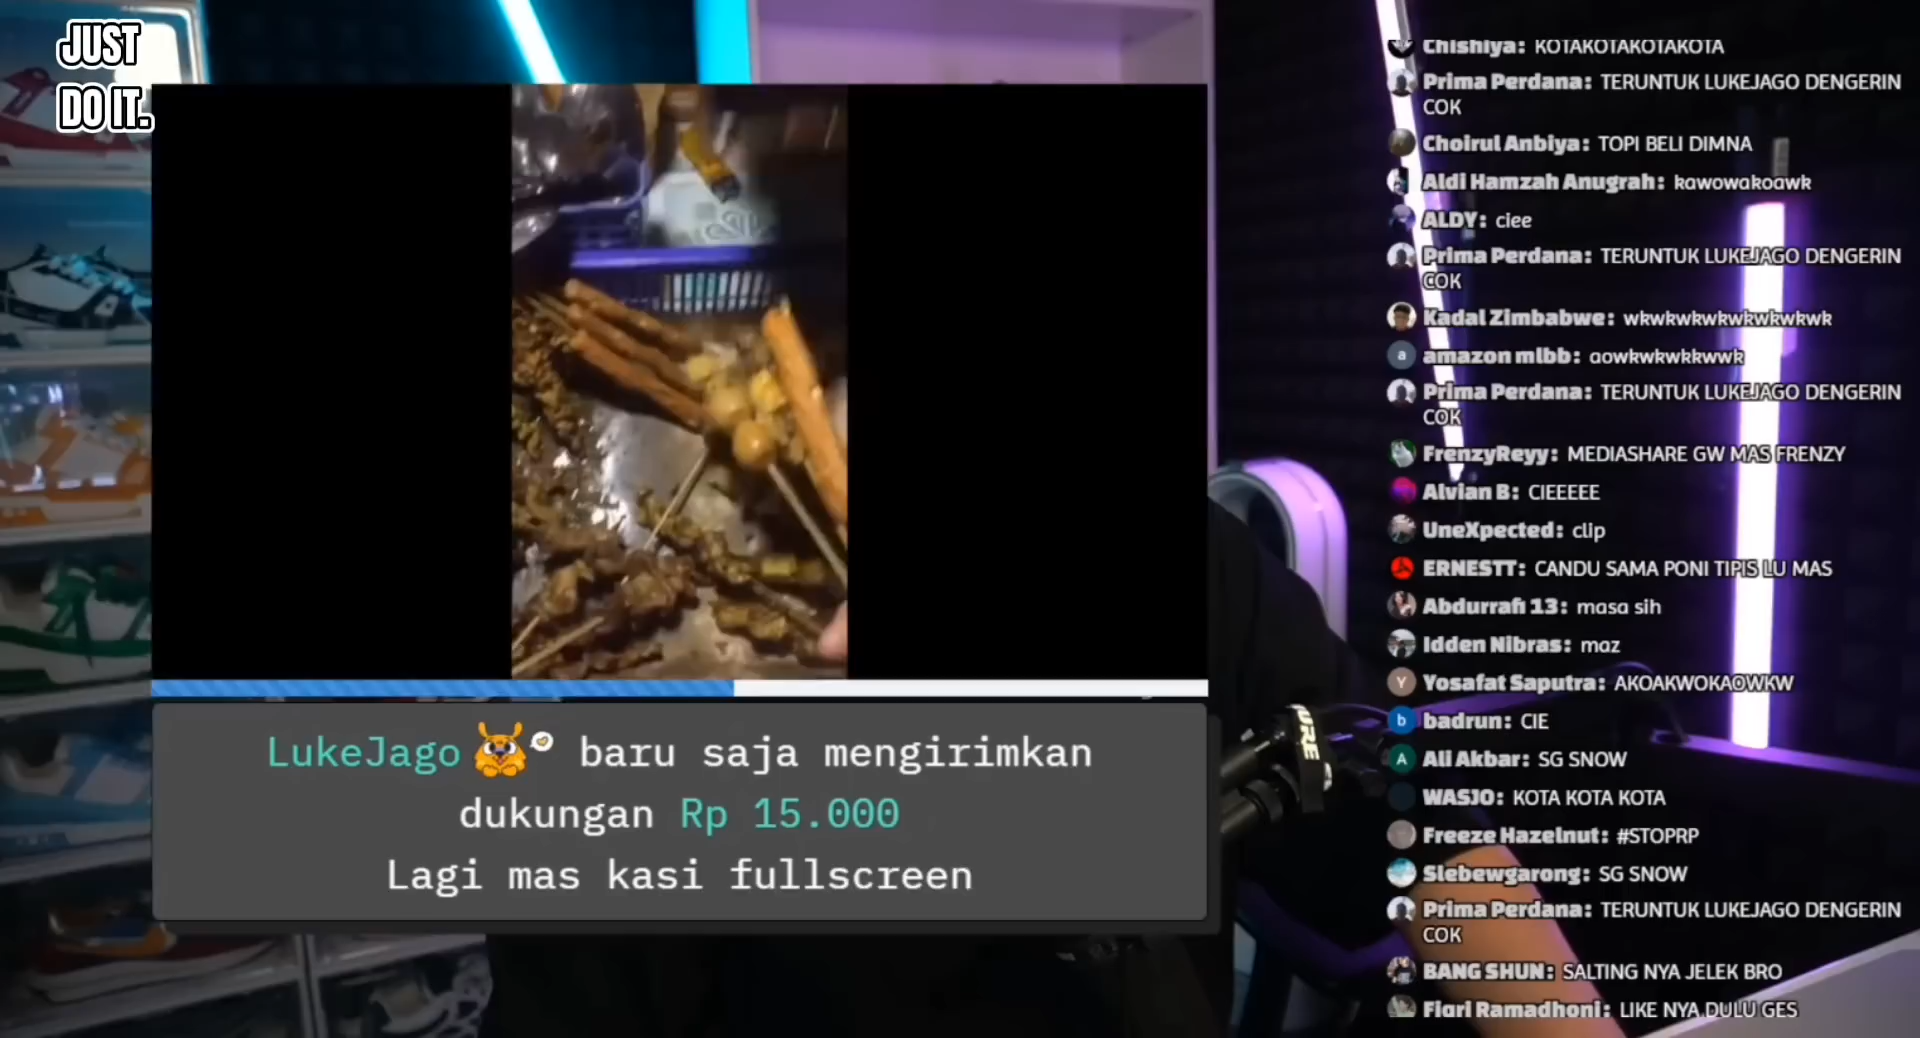 JUST
DO IT.
LukeJago baru saja mengirimkan
dukungan Rp 15.000
Lagi mas kasi fullscreen
Chishiya: KOTAKOTAKOTAKOTA
Prima Perdana: TERUNTUK LUKEJAGO DENGERIN
COK
Choirul Anbiya: TOPI BELI DIMNA
Aldi Hamzah Anugrah: kawowakoawk
ALDY: ciee
Prima Perdana: TERUNTUK LUKEJAGO DENGERIN
COK
Kadal Zimbabwe: wkwkwkwkwkwkwkwk
a amazon mlbb: aowkwkwkkwwk
Prima Perdana: TERUNTUK LUKEJAGO DENGERIN
COK
FrenzyReyy: MEDIASHARE GW MAS FRENZY
Alvian B: CIEEEEE
UneXpected: clip
ERNESTT: CANDU SAMA PONI TIPIS LU MAS
Abdurrafi 13: masa sih
Idden Nibras: maz
Y Yosafat Saputra: AKOAKWOKAOWKW
b badrun: CIE
A Ali Akbar: SG SNOW
WASJO: KOTA KOTA KOTA
Freeze Hazelnut: #STOPRP
Slebewgarong: SG SNOW
Prima Perdana: TERUNTUK LUKEJAGO DENGERIN
COK
BANG SHUN: SALTING NYA JELEK BRO
Fiqri Ramadhoni: LIKE NYA DULU GES
URE